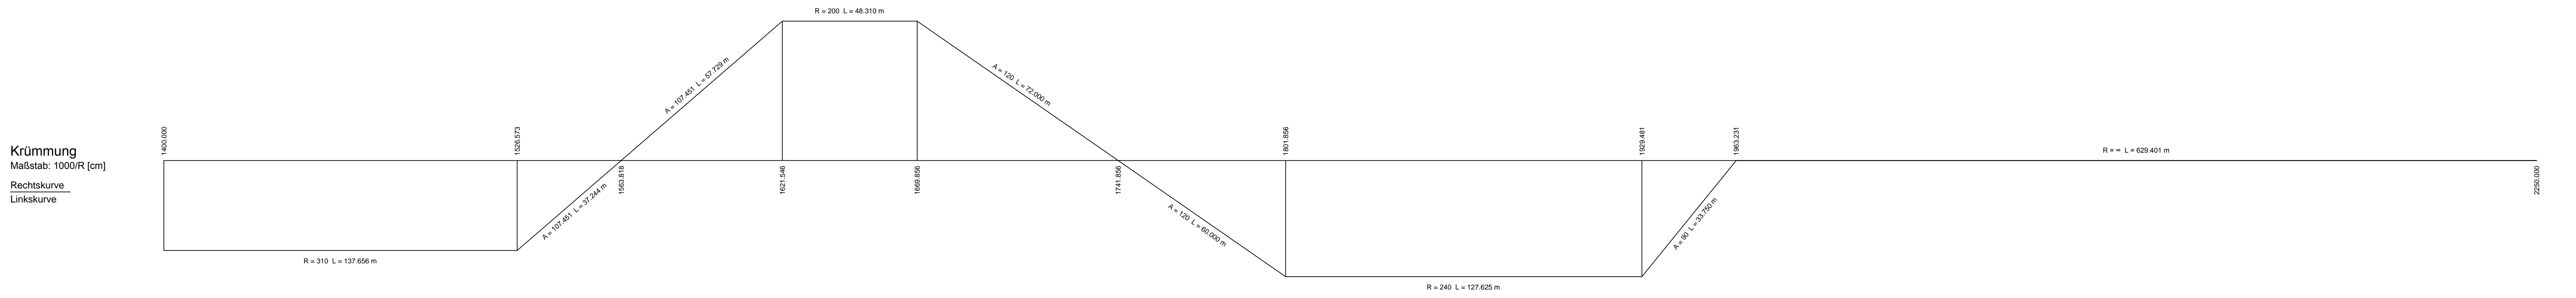 R = 200 L = 48.310 m
A = 107.451 L = 57.729 m
A = 120 L = 72.000 m
1400.000
1526.573
1801.856
1929.481
1963.231
Krümmung
Maßstab: 1000/R [cm]
Rechtskurve
Linkskurve
R = ∞ L = 629.401 m
1563.818
1621.546
1669.856
1741.856
2250.000
A = 107.451 L = 37.244 m
A = 120 L = 60.000 m
A = 90 L = 33.750 m
R = 310 L = 137.656 m
R = 240 L = 127.625 m